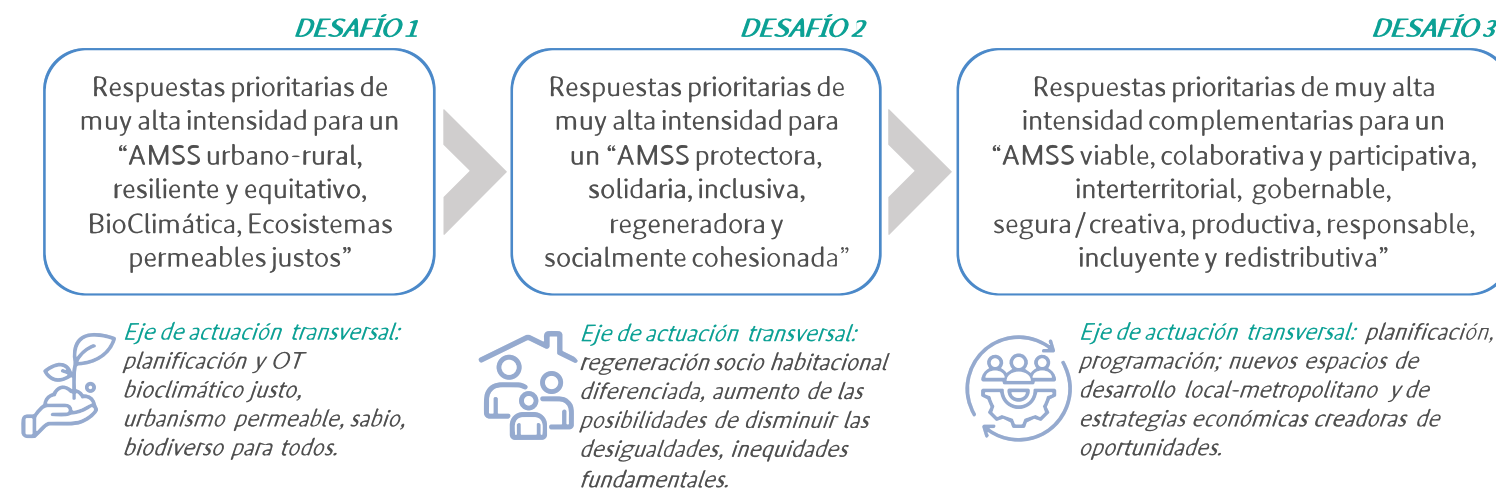 DESAFÍO 1
Respuestas prioritarias de
muy alta intensidad para un
“AMSS urbano-rural,
resiliente y equitativo,
BioClimática, Ecosistemas
permeables justos”
Eje de actuación transversal:
planificación y OT
bioclimático justo,
urbanismo permeable, sabio,
biodiverso para todos.
DESAFÍO 2
Respuestas prioritarias de
muy alta intensidad para
un “AMSS protectora,
solidaria, inclusiva,
regeneradora y
socialmente cohesionada”
Eje de actuación transversal:
regeneración socio habitacional
diferenciada, aumento de las
posibilidades de disminuir las
desigualdades, inequidades
fundamentales.
DESAFÍO 3
Respuestas prioritarias de muy alta
intensidad complementarias para un
“AMSS viable, colaborativa y participativa,
interterritorial, gobernable,
segura/creativa, productiva, responsable,
incluyente y redistributiva”
Eje de actuación transversal: planificación,
programación; nuevos espacios de
desarrollo local-metropolitano y de
estrategias económicas creadoras de
oportunidades.